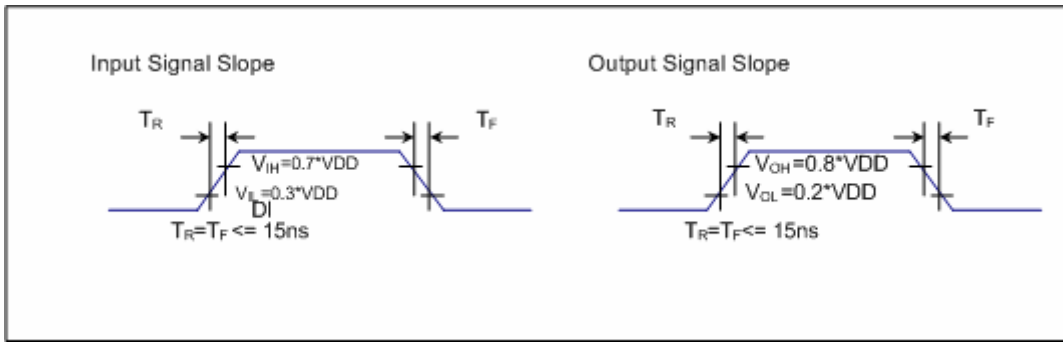 Input Signal Slope
Output Signal Slope
TR
TF
TR
TF
VIH=0.7*VDD
VIL=0.3*VDD
DI
TR=TF <= 15ns
VOH=0.8*VDD
VOL=0.2*VDD
TR=TF<= 15ns